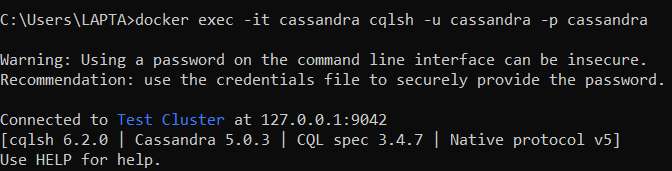 C:\Users\LAPTA>docker exec -it cassandra cqlsh -u cassandra -p cassandra
Warning: Using a password on the command line interface can be insecure.
Recommendation: use the credentials file to securely provide the password.
Connected to Test Cluster at 127.0.0.1:9042
[cqlsh 6.2.0 | Cassandra 5.0.3 | CQL spec 3.4.7 | Native protocol v5]
Use HELP for help.